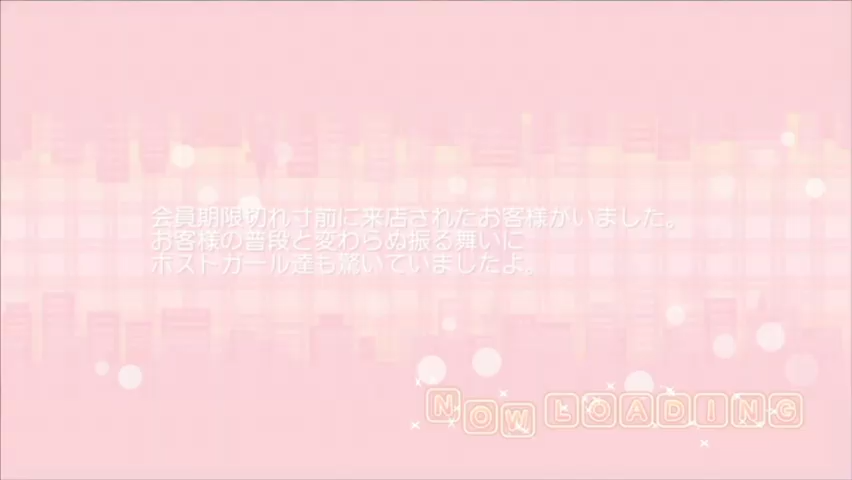 会員期限切れ寸前に来店されたお客様がいました。
お客様の普段と変わらぬ振る舞いに
ホストガール達も驚いていましたよ。
NOW LOADING